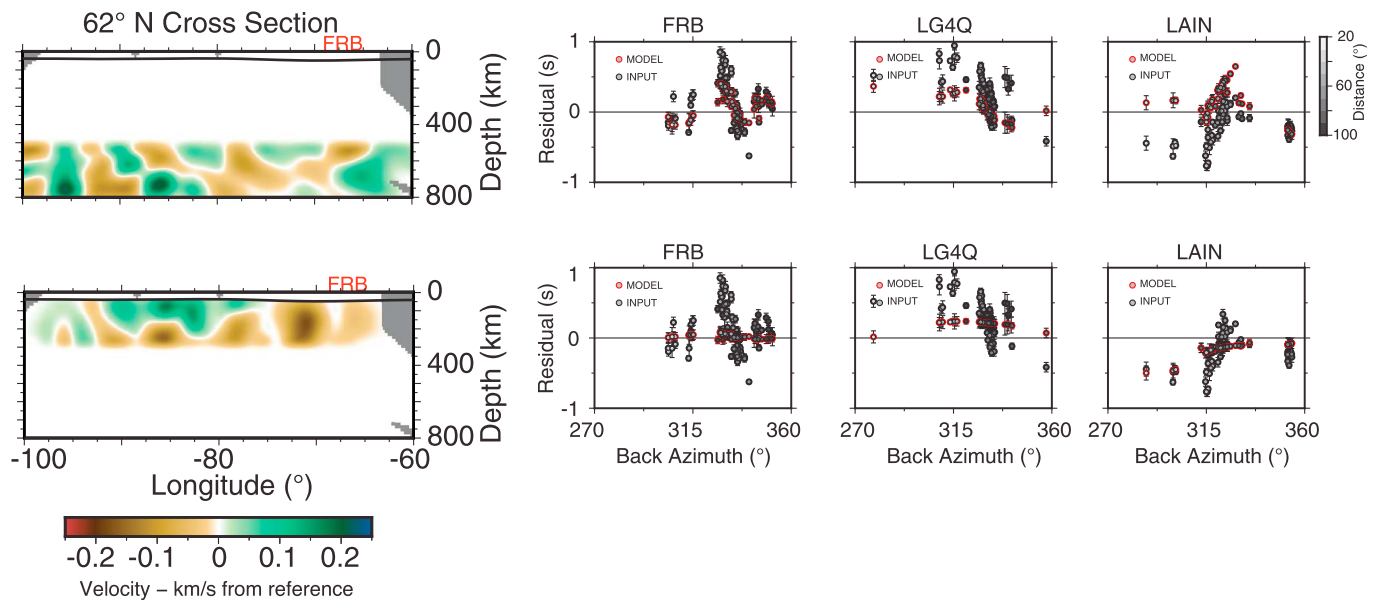 62° N Cross Section
FRB
0
400
800
Depth (km)
FRB
LG4Q
LAIN
1
0
-1
Residual (s)
MODEL
INPUT
MODEL
INPUT
MODEL
INPUT
20
60
100
Distance (°)
FRB
0
400
800
Depth (km)
-100
-80
-60
Longitude (°)
FRB
LG4Q
LAIN
1
0
-1
Residual (s)
MODEL
INPUT
MODEL
INPUT
MODEL
INPUT
270
315
360
270
315
360
270
315
360
Back Azimuth (°)
Back Azimuth (°)
Back Azimuth (°)
-0.2
-0.1
0
0.1
0.2
Velocity – km/s from reference